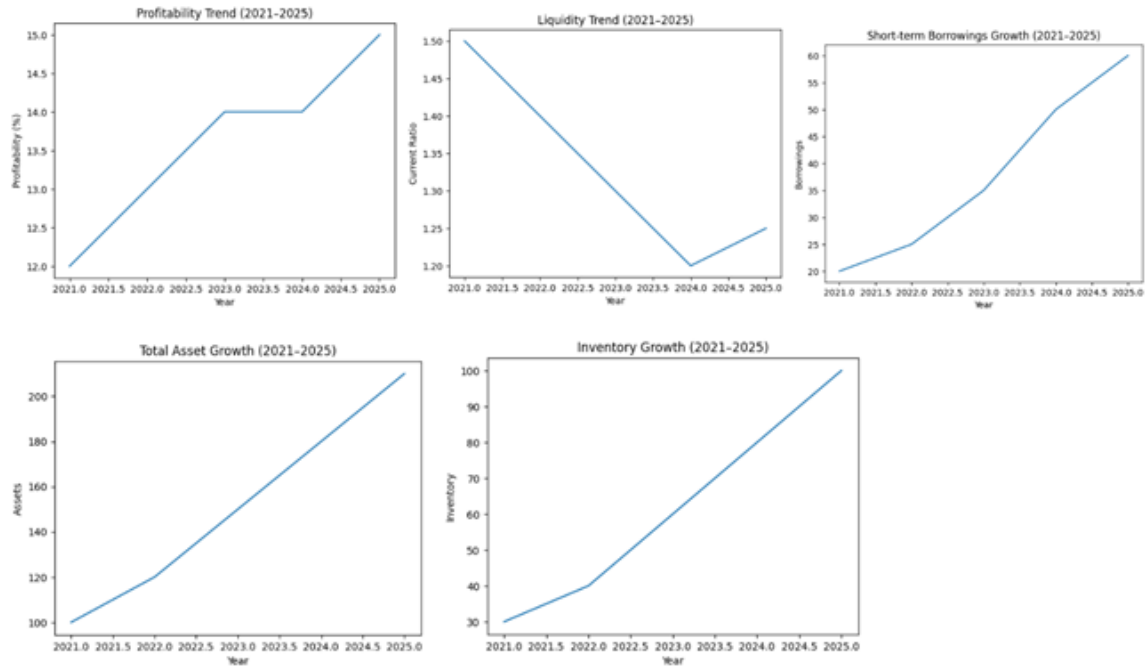 Profitability Trend (2021–2025)
15.0
14.5
14.0
13.5
13.0
12.5
12.0
Profitability (%)
2021.0 2021.5 2022.0 2022.5 2023.0 2023.5 2024.0 2024.5 2025.0
Year
Liquidity Trend (2021–2025)
1.50
1.45
1.40
1.35
1.30
1.25
1.20
Current Ratio
2021.0 2021.5 2022.0 2022.5 2023.0 2023.5 2024.0 2024.5 2025.0
Year
Short-term Borrowings Growth (2021–2025)
60
55
50
45
40
35
30
25
20
Borrowings
2021.0 2021.5 2022.0 2022.5 2023.0 2023.5 2024.0 2024.5 2025.0
Year
Total Asset Growth (2021–2025)
200
180
160
140
120
100
Assets
2021.0 2021.5 2022.0 2022.5 2023.0 2023.5 2024.0 2024.5 2025.0
Year
Inventory Growth (2021–2025)
100
90
80
70
60
50
40
30
Inventory
2021.0 2021.5 2022.0 2022.5 2023.0 2023.5 2024.0 2024.5 2025.0
Year